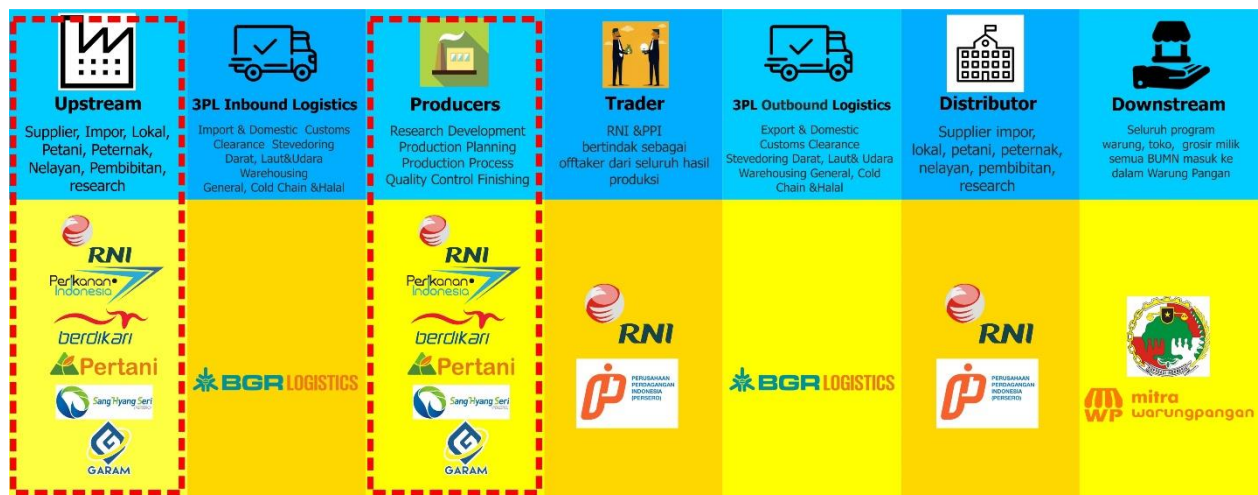 Upstream
Supplier, Impor, Lokal,
Petani, Peternak,
Nelayan, Pembibitan,
research
3PL Inbound Logistics
Import & Domestic Customs
Clearance Stevedoring
Darat, Laut&Udara
Warehousing
General, Cold Chain &Halal
Producers
Research Development
Production Planning
Production Process
Quality Control Finishing
Trader
RNI &PPI
bertindak sebagai
offtaker dari seluruh hasil
produksi
3PL Outbound Logistics
Export & Domestic
Customs Clearance
Stevedoring Darat, Laut& Udara
Warehousing General, Cold
Chain &Halal
Distributor
Supplier impor,
lokal, petani, peternak,
nelayan, pembibitan,
research
Downstream
Seluruh program
warung, toko, grosir milik
semua BUMN masuk ke
dalam Warung Pangan
RNI
Perikanan
Indonesia
berdikari
Pertani
Sang Hyang Seri
GARAM
BGR LOGISTICS
RNI
Perikanan
Indonesia
berdikari
Pertani
Sang Hyang Seri
GARAM
RNI
PERUSAHAAN
PERDAGANGAN
INDONESIA
(PERSERO)
BGR LOGISTICS
RNI
PERUSAHAAN
PERDAGANGAN
INDONESIA
(PERSERO)
WP mitra
warungpangan